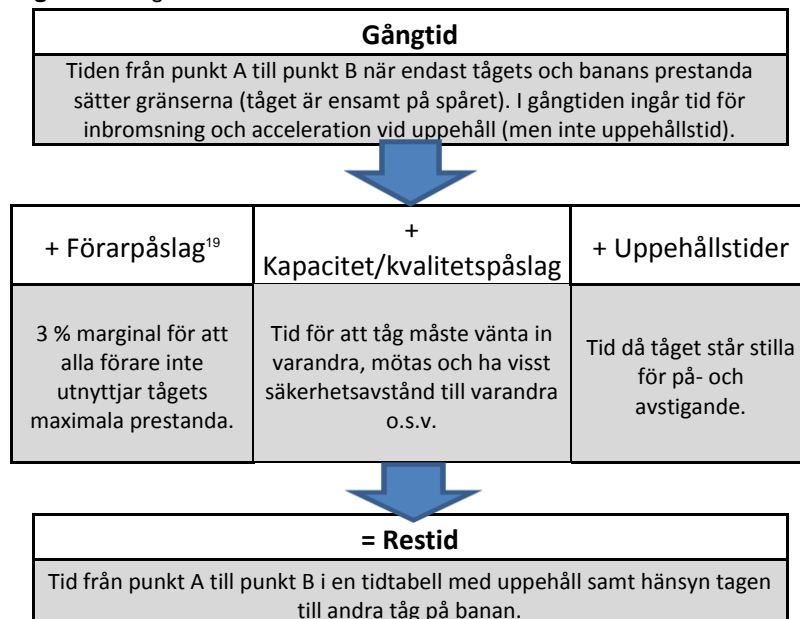 Gångtid
Tiden från punkt A till punkt B när endast tågets och banans prestanda
sätter gränserna (tåget är ensamt på spåret). I gångtiden ingår tid för
inbromsning och acceleration vid uppehåll (men inte uppehållstid).
+ Förarpåslag19
+
Kapacitet/kvalitetspåslag
+ Uppehållstider
3 % marginal för att
alla förare inte
utnyttjar tågets
maximala prestanda.
Tid för att tåg måste vänta in
varandra, mötas och ha visst
säkerhetsavstånd till varandra
o.s.v.
Tid då tåget står stilla
för på- och
avstigande.
= Restid
Tid från punkt A till punkt B i en tidtabell med uppehåll samt hänsyn tagen
till andra tåg på banan.